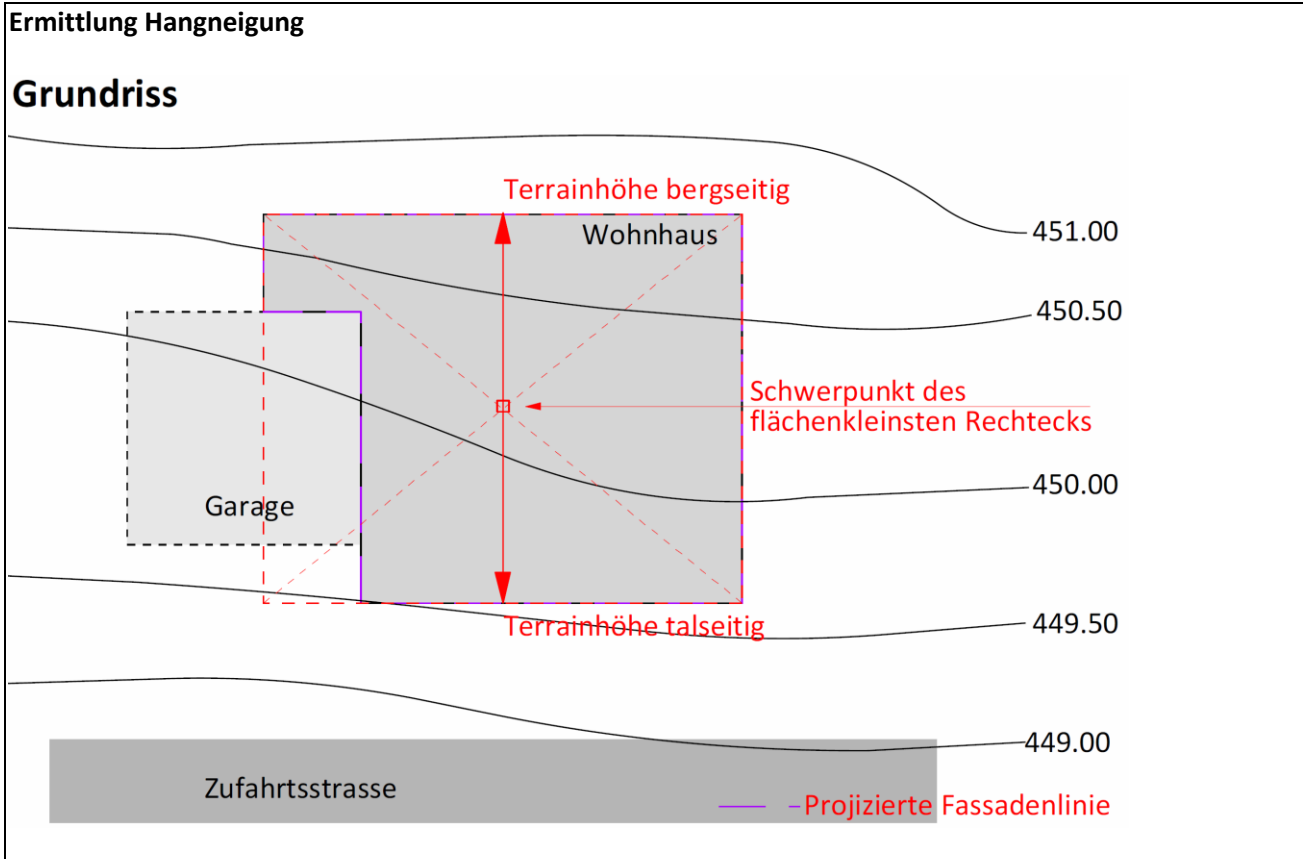 Ermittlung Hangneigung
Grundriss
Terrainhöhe bergseitig
Wohnhaus
451.00
450.50
Schwerpunkt des
flächenkleinsten Rechtecks
450.00
Garage
449.50
Terrainhöhe talseitig
449.00
Zufahrtsstrasse
Projizierte Fassadenlinie